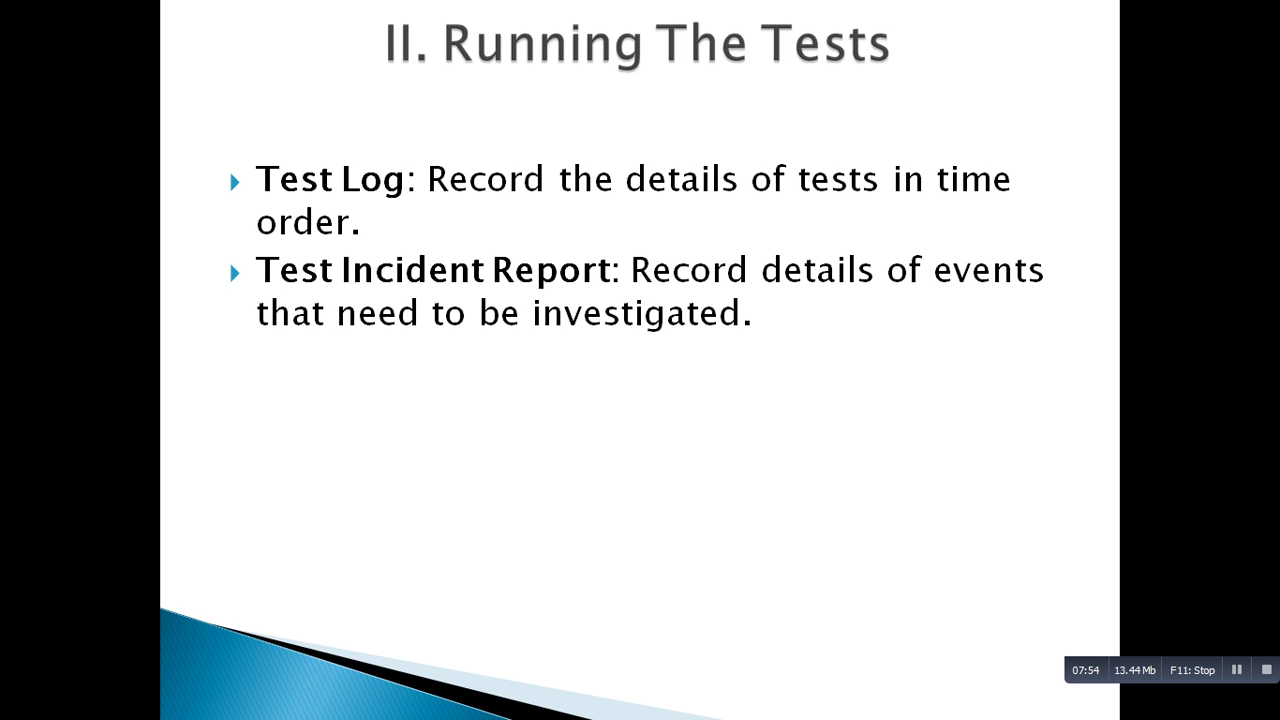 II. Running The Tests
Test Log: Record the details of tests in time
order.
Test Incident Report: Record details of events
that need to be investigated.
07:54 13.44 Mb F11: Stop